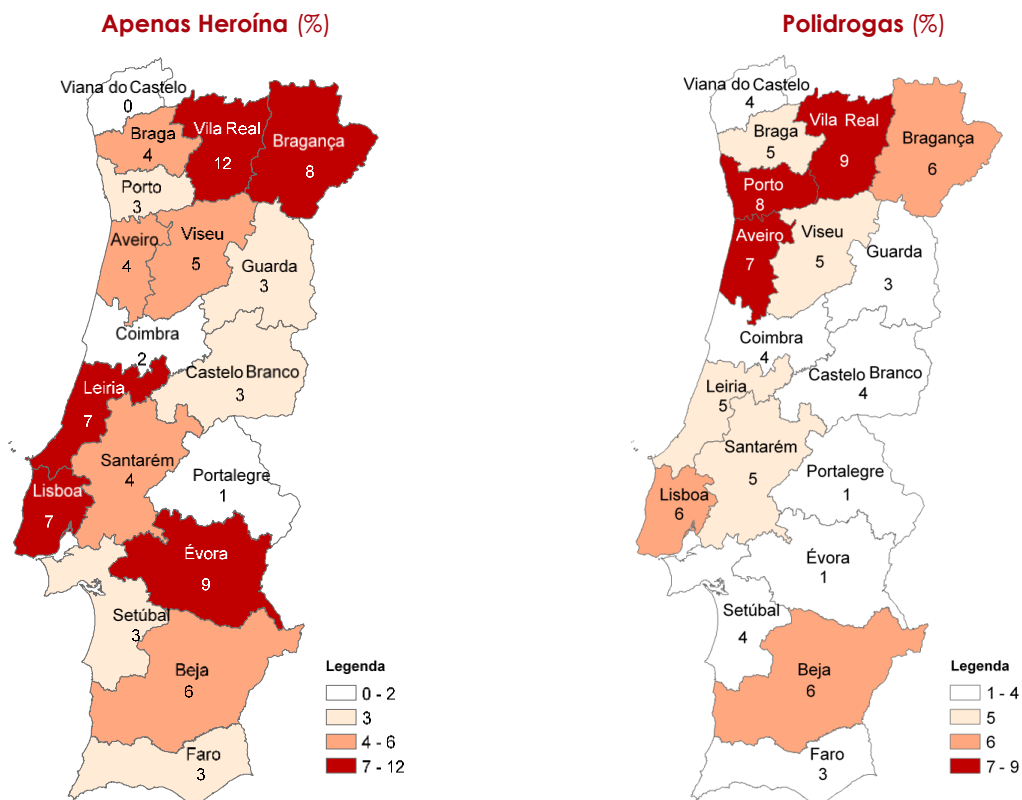 Apenas Heroína (%)
Viana do Castelo
0
Braga
4
Vila Real
12
Bragança
8
Porto
3
Aveiro
4
Viseu
5
Guarda
3
Coimbra
2
Castelo Branco
3
Leiria
7
Santarém
4
Portalegre
1
Lisboa
7
Évora
9
Setúbal
3
Beja
6
Faro
3
Legenda
0 - 2
3
4 - 6
7 - 12
Polidrogas (%)
Viana do Castelo
4
Braga
5
Vila Real
9
Bragança
6
Porto
8
Aveiro
7
Viseu
5
Guarda
3
Coimbra
4
Castelo Branco
4
Leiria
5
Santarém
5
Portalegre
1
Lisboa
6
Évora
1
Setúbal
4
Beja
6
Faro
3
Legenda
1 - 4
5
6
7 - 9